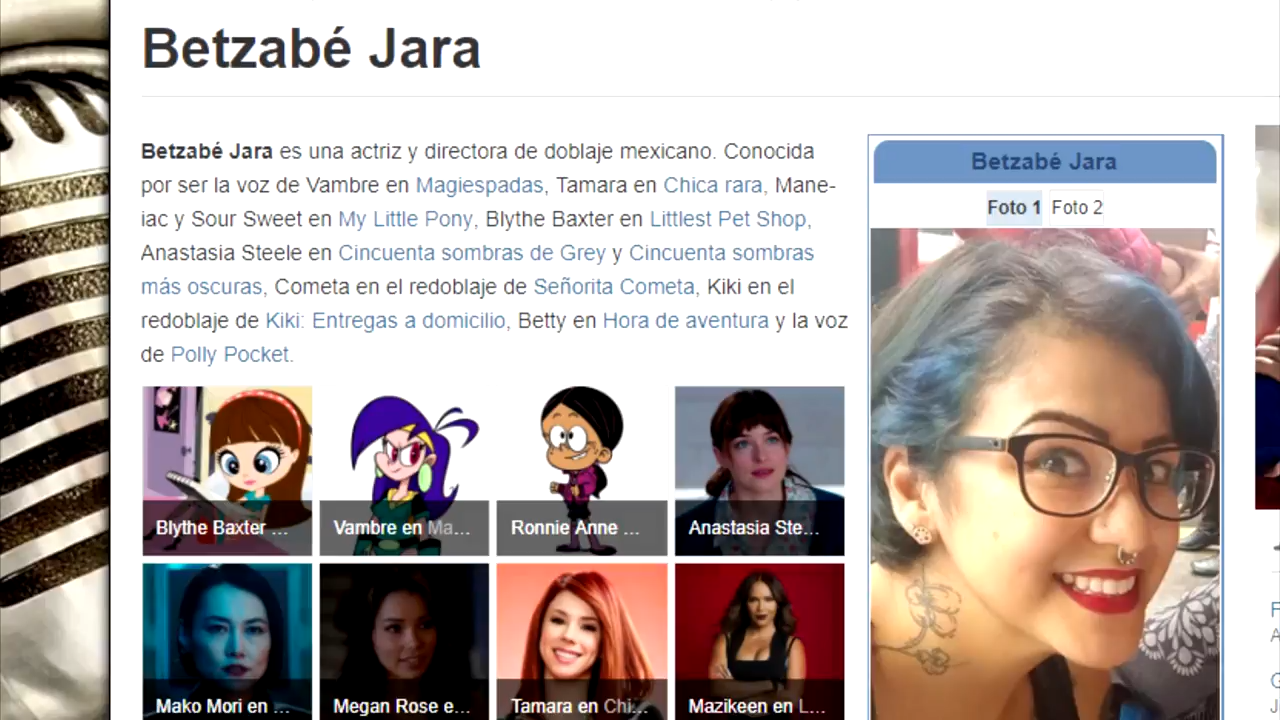 Betzabé Jara
Betzabé Jara es una actriz y directora de doblaje mexicano. Conocida
por ser la voz de Vambre en Magiespadas, Tamara en Chica rara, Mane-
iac y Sour Sweet en My Little Pony, Blythe Baxter en Littlest Pet Shop,
Anastasia Steele en Cincuenta sombras de Grey y Cincuenta sombras
más oscuras, Cometa en el redoblaje de Señorita Cometa, Kiki en el
redoblaje de Kiki: Entregas a domicilio, Betty en Hora de aventura y la voz
de Polly Pocket.
Betzabé Jara
Foto 1 Foto 2
Blythe Baxter ...
Vambre en Ma...
Ronnie Anne ...
Anastasia Ste...
Mako Mori en ...
Megan Rose e...
Tamara en Chi...
Mazikeen en L...